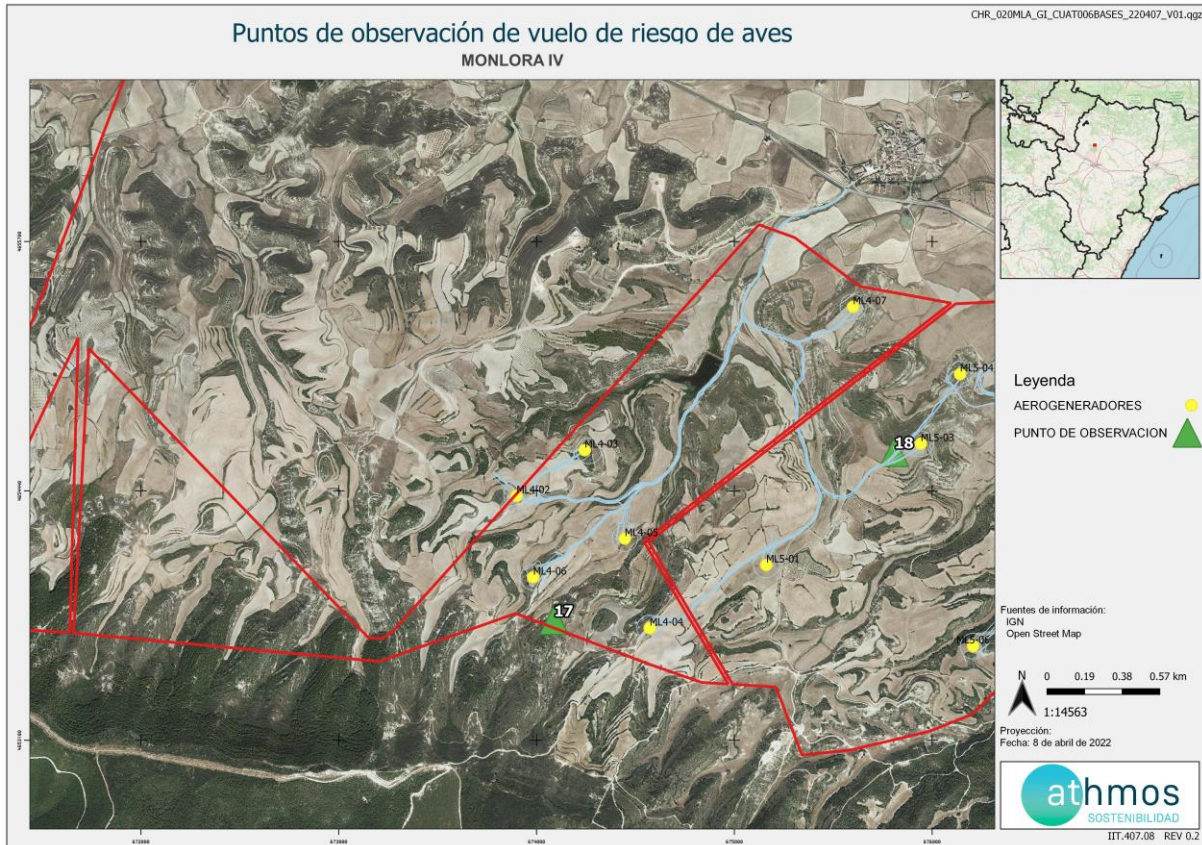 CHR_020MLA_GI_CUAT006BASES_220407_V01.qgz
Puntos de observación de vuelo de riesgo de aves
MONLORA IV
ML4-07
ML5-04
18
ML5-03
ML4-03
ML4-02
ML4-05
ML5-01
ML4-06
17
ML4-04
ML5-06
Leyenda
AEROGENERADORES
PUNTO DE OBSERVACION
Fuentes de información:
IGN
Open Street Map
N
0 0.19 0.38 0.57 km
1:14563
Proyección:
Fecha: 8 de abril de 2022
athmos
SOSTENIBILIDAD
IIT.407.08 REV 0.2